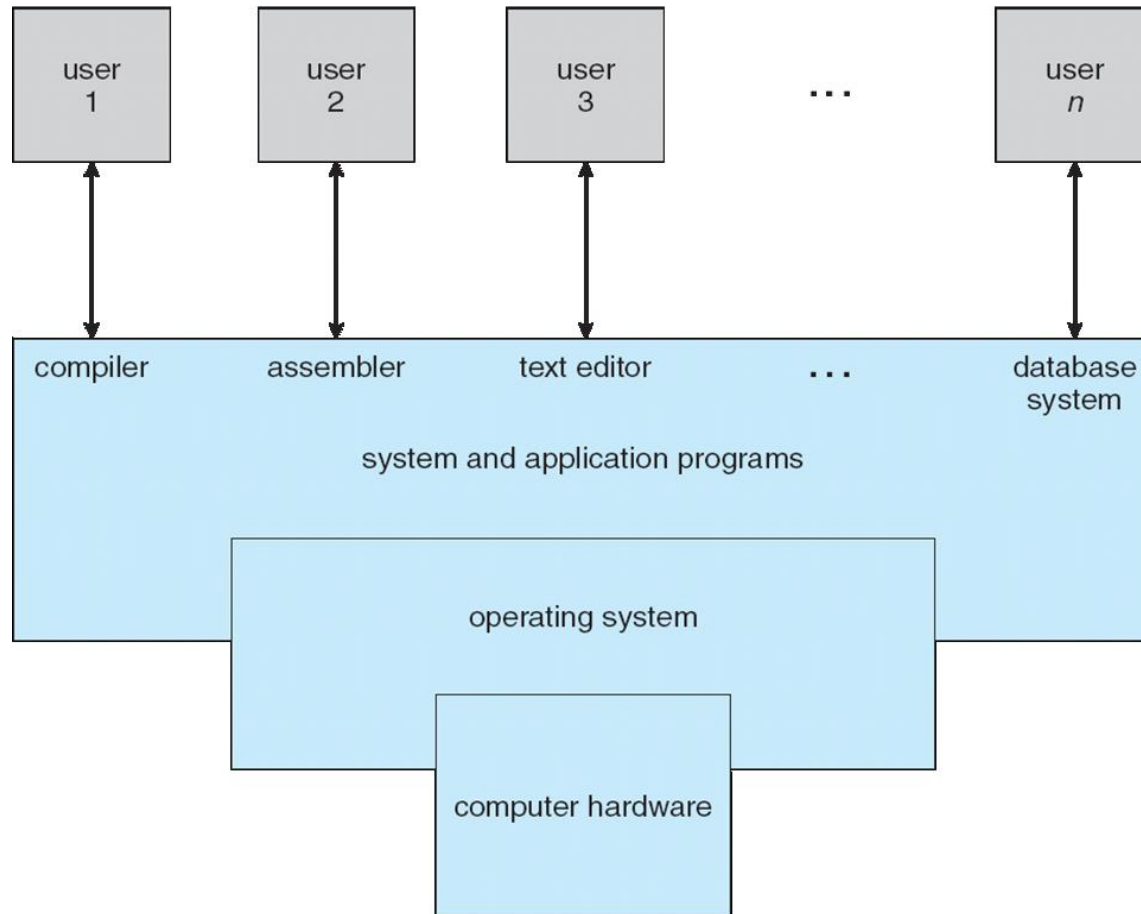 user
1
user
2
user
3
...
user
n
compiler
assembler
text editor
...
database
system
system and application programs
operating system
computer hardware